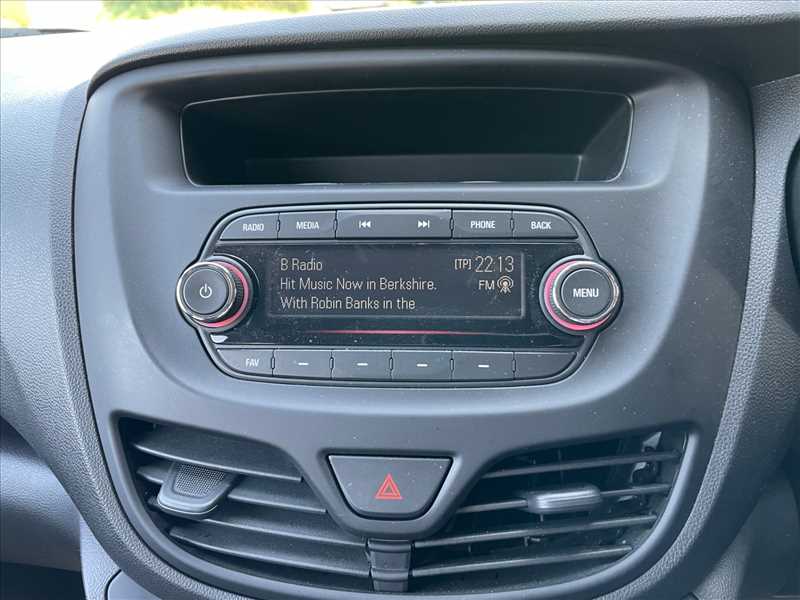 RADIO MEDIA PHONE BACK
B Radio [TP] 22:13
Hit Music Now in Berkshire. FM
With Robin Banks in the
MENU
FAV